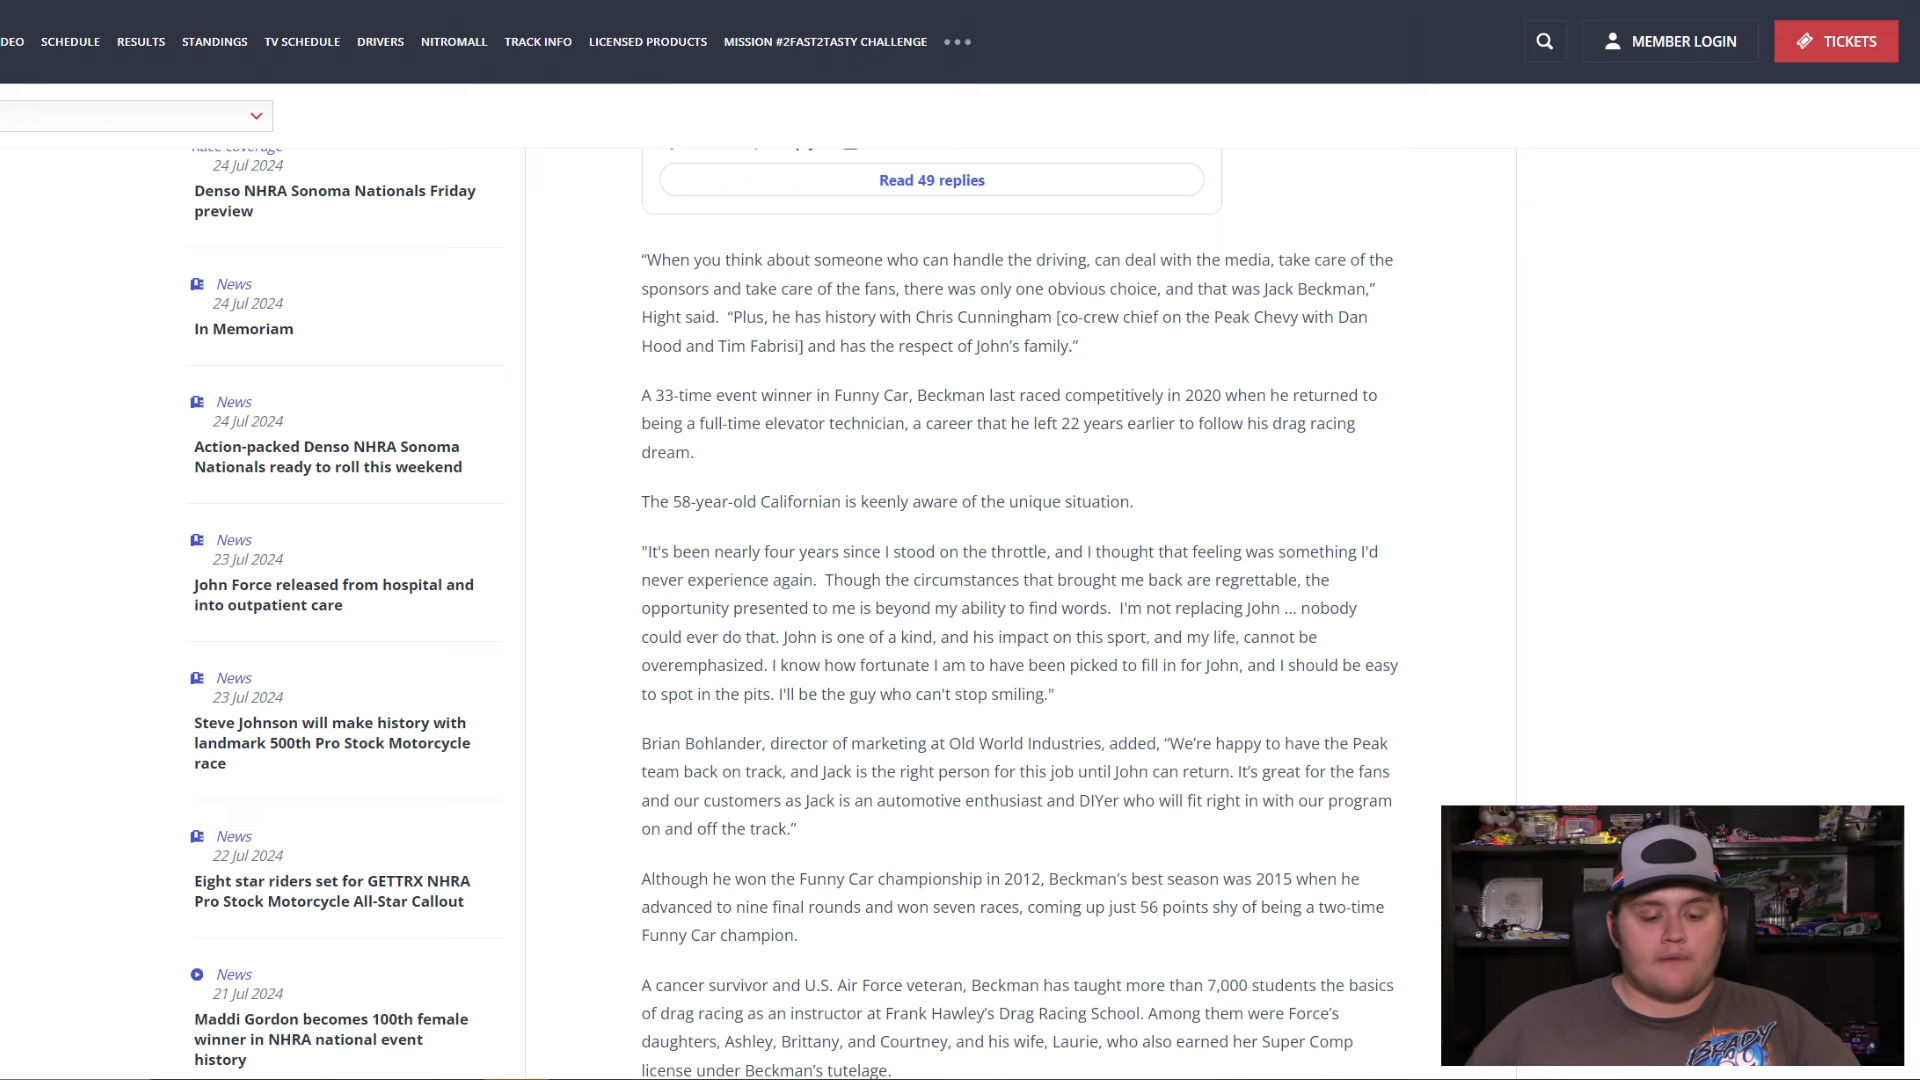 DEO SCHEDULE RESULTS STANDINGS TV SCHEDULE DRIVERS NITROMALL TRACK INFO LICENSED PRODUCTS MISSION #2FAST2TASTY CHALLENGE
MEMBER LOGIN
TICKETS
Race coverage
24 Jul 2024
Denso NHRA Sonoma Nationals Friday
preview
News
24 Jul 2024
In Memoriam
News
24 Jul 2024
Action-packed Denso NHRA Sonoma
Nationals ready to roll this weekend
News
23 Jul 2024
John Force released from hospital and
into outpatient care
News
23 Jul 2024
Steve Johnson will make history with
landmark 500th Pro Stock Motorcycle
race
News
22 Jul 2024
Eight star riders set for GETTRX NHRA
Pro Stock Motorcycle All-Star Callout
News
21 Jul 2024
Maddi Gordon becomes 100th female
winner in NHRA national event
history
Read 49 replies
“When you think about someone who can handle the driving, can deal with the media, take care of the
sponsors and take care of the fans, there was only one obvious choice, and that was Jack Beckman,”
Hight said.  “Plus, he has history with Chris Cunningham [co-crew chief on the Peak Chevy with Dan
Hood and Tim Fabrisi] and has the respect of John’s family.”
A 33-time event winner in Funny Car, Beckman last raced competitively in 2020 when he returned to
being a full-time elevator technician, a career that he left 22 years earlier to follow his drag racing
dream.
The 58-year-old Californian is keenly aware of the unique situation.
"It's been nearly four years since I stood on the throttle, and I thought that feeling was something I'd
never experience again.  Though the circumstances that brought me back are regrettable, the
opportunity presented to me is beyond my ability to find words.  I'm not replacing John ... nobody
could ever do that. John is one of a kind, and his impact on this sport, and my life, cannot be
overemphasized. I know how fortunate I am to have been picked to fill in for John, and I should be easy
to spot in the pits. I'll be the guy who can't stop smiling."
Brian Bohlander, director of marketing at Old World Industries, added, “We’re happy to have the Peak
team back on track, and Jack is the right person for this job until John can return. It’s great for the fans
and our customers as Jack is an automotive enthusiast and DIYer who will fit right in with our program
on and off the track.”
Although he won the Funny Car championship in 2012, Beckman’s best season was 2015 when he
advanced to nine final rounds and won seven races, coming up just 56 points shy of being a two-time
Funny Car champion.
A cancer survivor and U.S. Air Force veteran, Beckman has taught more than 7,000 students the basics
of drag racing as an instructor at Frank Hawley’s Drag Racing School. Among them were Force’s
daughters, Ashley, Brittany, and Courtney, and his wife, Laurie, who also earned her Super Comp
license under Beckman’s tutelage.
BRADY